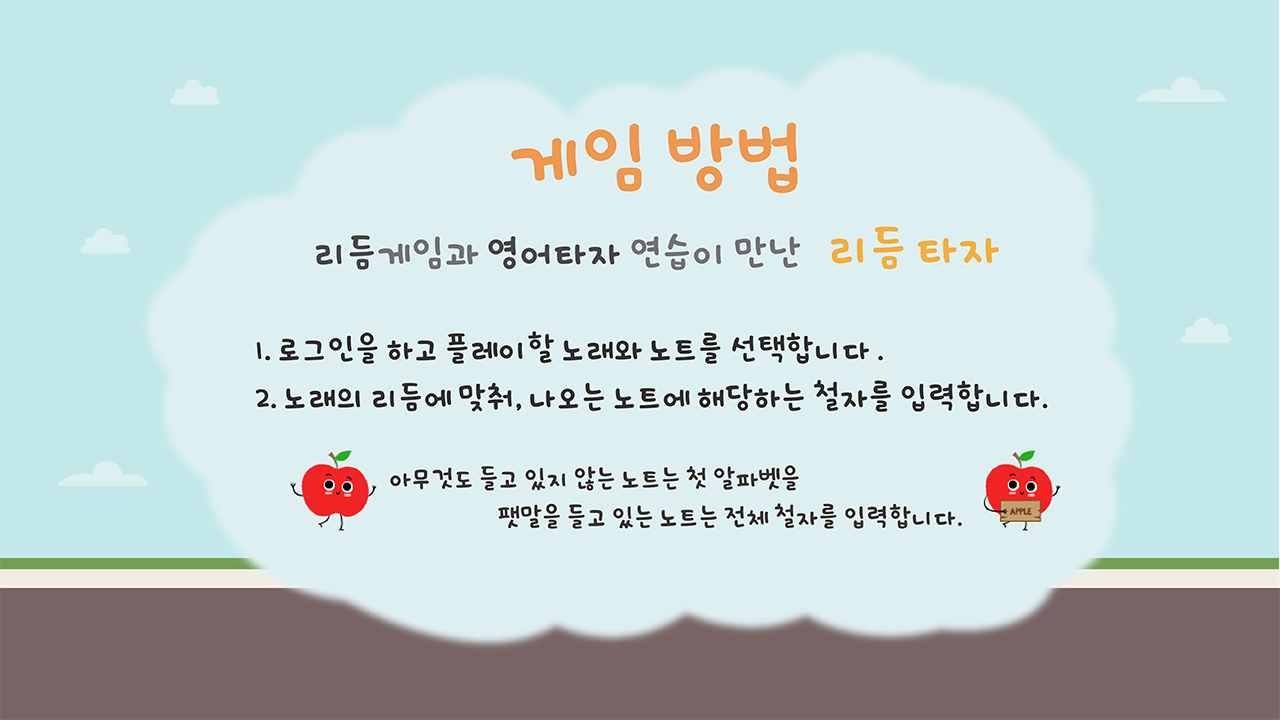 게임 방법
리듬게임과 영어타자 연습이 만난 리듬 타자
1. 로그인을 하고 플레이할 노래와 노트를 선택합니다.
2. 노래의 리듬에 맞춰, 나오는 노트에 해당하는 철자를 입력합니다.
아무것도 들고 있지 않는 노트는 첫 알파벳을
팻말을 들고 있는 노트는 전체 철자를 입력합니다.
APPLE